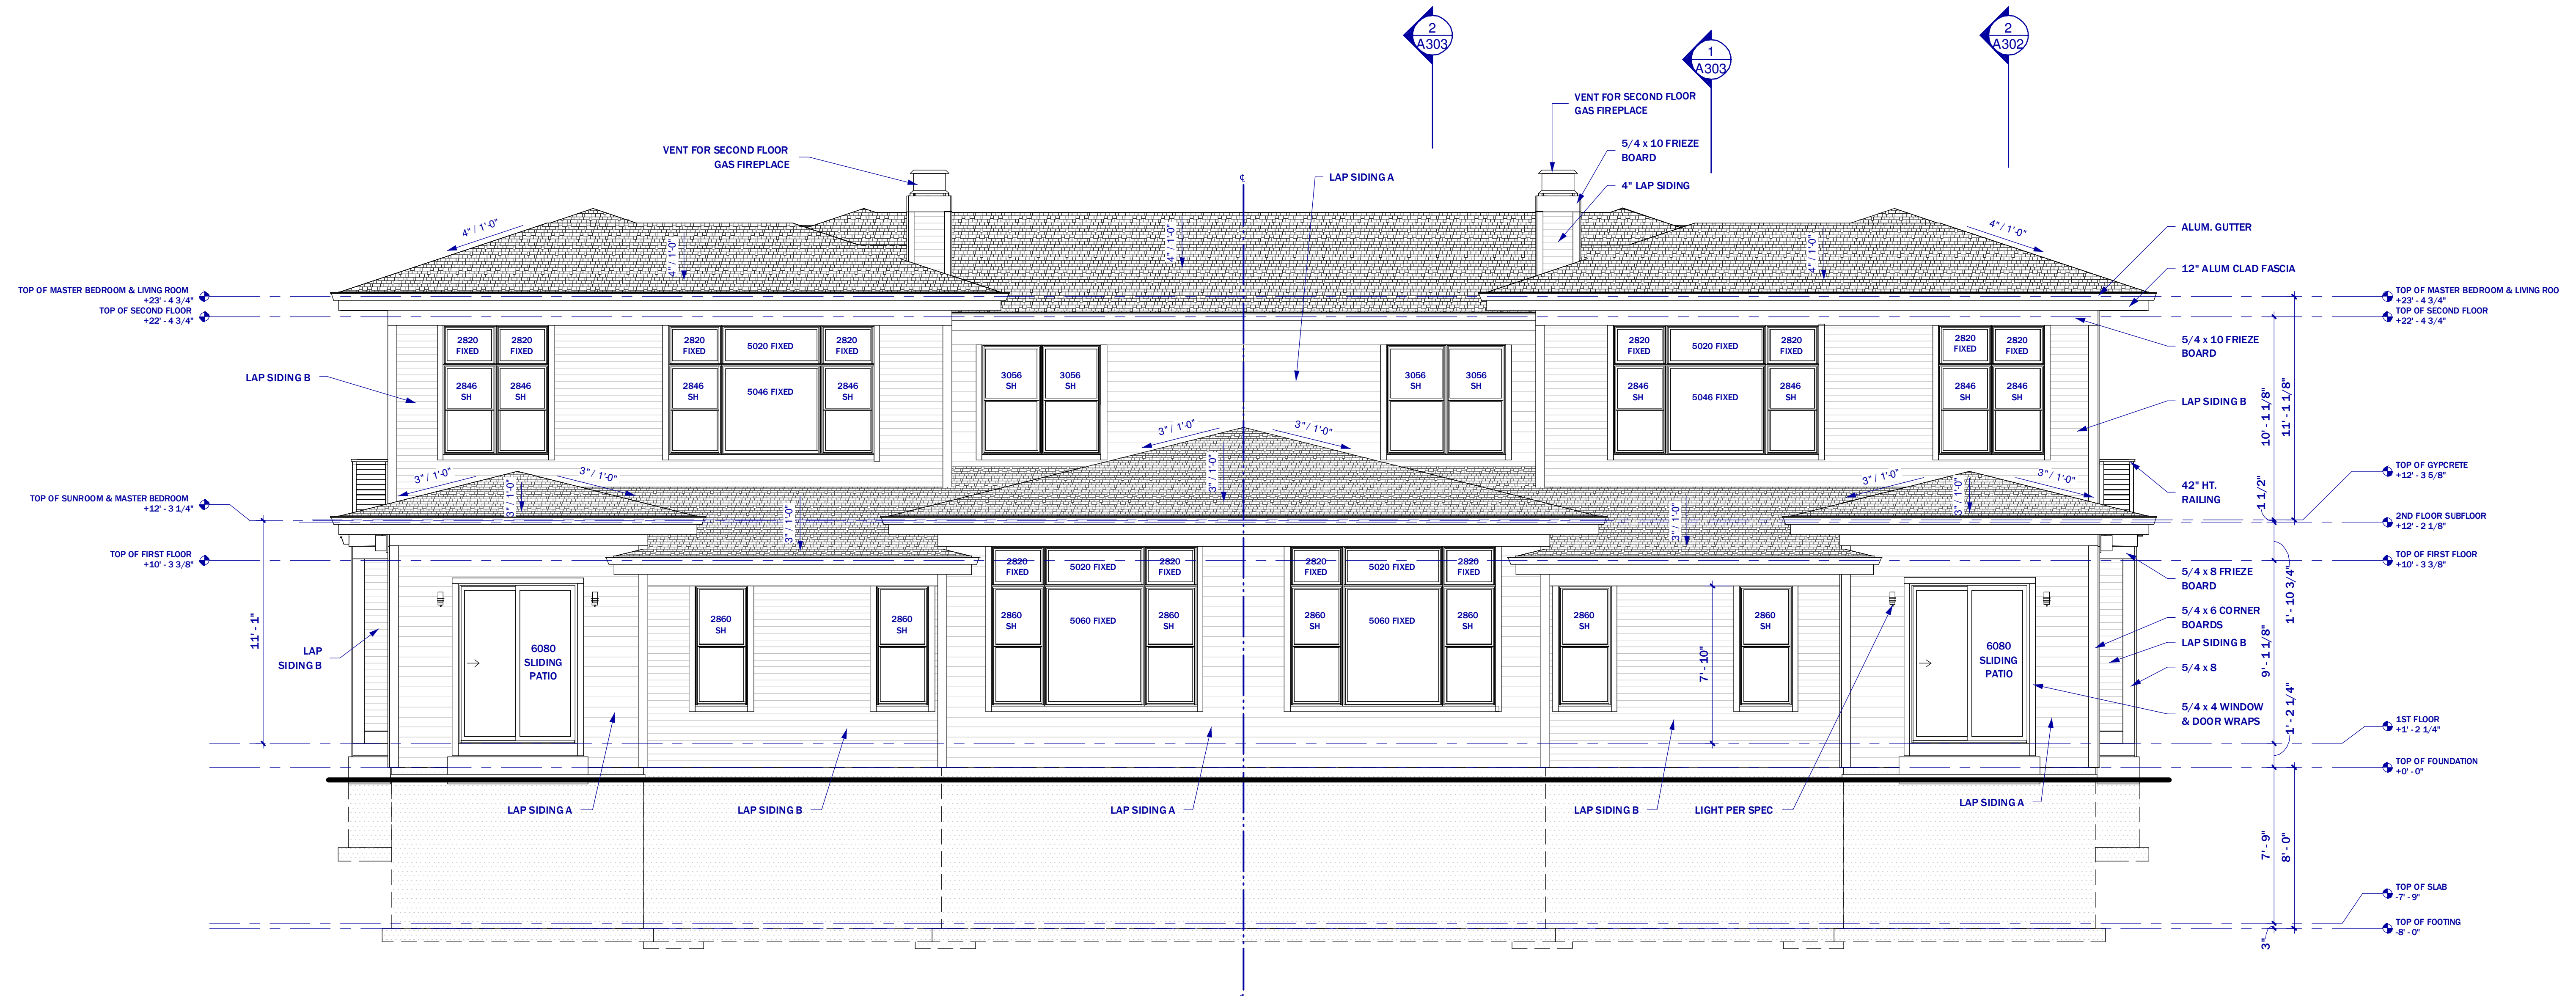 2
A303
1
A303
2
A302
VENT FOR SECOND FLOOR
GAS FIREPLACE
5/4 x 10 FRIEZE
BOARD
4" LAP SIDING
VENT FOR SECOND FLOOR
GAS FIREPLACE
LAP SIDING A
℄
4" / 1'-0"
4" / 1'-0"
4" / 1'-0"
4" / 1'-0"
4" / 1'-0"
ALUM. GUTTER
12" ALUM CLAD FASCIA
TOP OF MASTER BEDROOM & LIVING ROOM
+23' - 4 3/4"
TOP OF SECOND FLOOR
+22' - 4 3/4"
TOP OF MASTER BEDROOM & LIVING ROO
+23' - 4 3/4"
TOP OF SECOND FLOOR
+22' - 4 3/4"
5/4 x 10 FRIEZE
BOARD
2820
FIXED
2820
FIXED
2820
FIXED
5020 FIXED
2820
FIXED
2820
FIXED
5020 FIXED
2820
FIXED
2820
FIXED
2820
FIXED
LAP SIDING B
2846
SH
2846
SH
2846
SH
5046 FIXED
2846
SH
3056
SH
3056
SH
3056
SH
3056
SH
2846
SH
5046 FIXED
2846
SH
2846
SH
2846
SH
LAP SIDING B
10' - 1 1/8"
11' - 1 1/8"
3" / 1'-0"
3" / 1'-0"
3" / 1'-0"
3" / 1'-0"
3" / 1'-0"
3" / 1'-0"
3" / 1'-0"
3" / 1'-0"
3" / 1'-0"
3" / 1'-0"
3" / 1'-0"
TOP OF GYPCRETE
+12' - 3 5/8"
42" HT.
RAILING
1 1/2"
TOP OF SUNROOM & MASTER BEDROOM
+12' - 3 1/4"
2ND FLOOR SUBFLOOR
+12' - 2 1/8"
TOP OF FIRST FLOOR
+10' - 3 3/8"
TOP OF FIRST FLOOR
+10' - 3 3/8"
2820
FIXED
5020 FIXED
2820
FIXED
2820
FIXED
5020 FIXED
2820
FIXED
5/4 x 8 FRIEZE
BOARD
1' - 10 3/4"
11' - 1"
LAP
SIDING B
6080
SLIDING
PATIO
2860
SH
2860
SH
2860
SH
5060 FIXED
2860
SH
2860
SH
5060 FIXED
2860
SH
2860
SH
7' - 10"
2860
SH
6080
SLIDING
PATIO
5/4 x 6 CORNER
BOARDS
LAP SIDING B
5/4 x 8
9' - 1 1/8"
5/4 x 4 WINDOW
& DOOR WRAPS
1' - 2 1/4"
1ST FLOOR
+1' - 2 1/4"
TOP OF FOUNDATION
+0' - 0"
LAP SIDING A
LAP SIDING B
LAP SIDING A
LAP SIDING B
LIGHT PER SPEC
LAP SIDING A
7' - 9"
8' - 0"
TOP OF SLAB
-7' - 9"
TOP OF FOOTING
-8' - 0"
3"